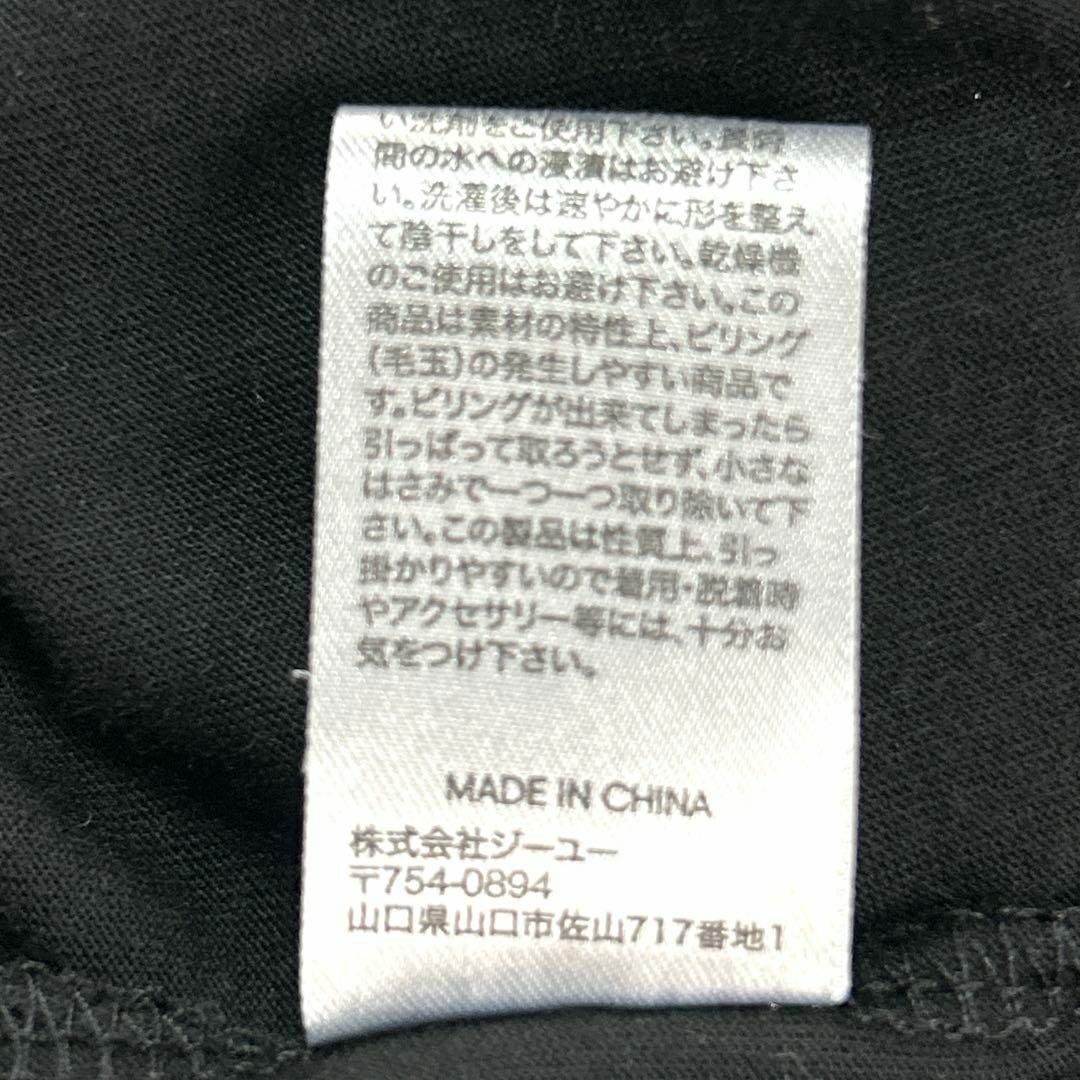 い洗剤をご使用下さい。長時
間の水への浸漬はお避け下さ
い。洗濯後は速やかに形を整え
て陰干しをして下さい。乾燥機
のご使用はお避け下さい。この
商品は素材の特性上、ピリング
(毛玉)の発生しやすい商品で
す。ピリングが出来てしまったら
引っぱって取ろうとせず、小さな
はさみで一つ一つ取り除いて下
さい。この製品は性質上、引っ
掛かりやすいので着用・脱着時
やアクセサリー等には、十分お
気をつけ下さい。
MADE IN CHINA
株式会社ジーユー
〒754-0894
山口県山口市佐山717番地1